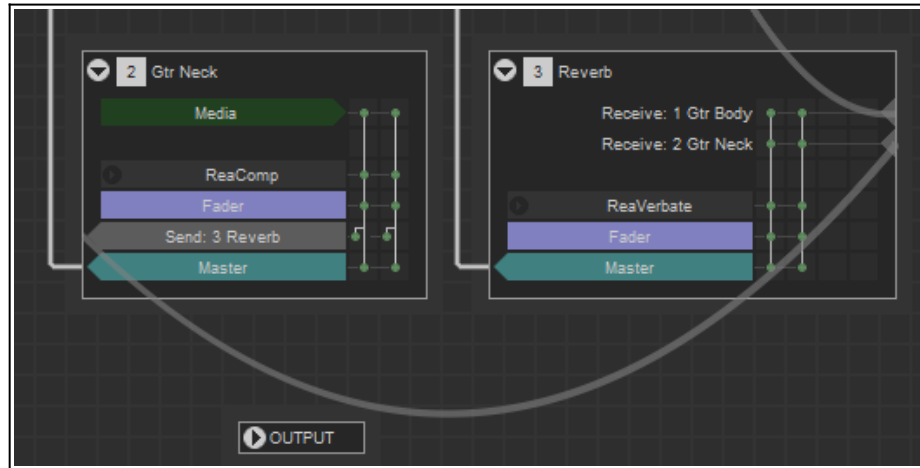 2 Gtr Neck
Media
ReaComp
Fader
Send: 3 Reverb
Master
3 Reverb
Receive: 1 Gtr Body
Receive: 2 Gtr Neck
ReaVerbate
Fader
Master
OUTPUT